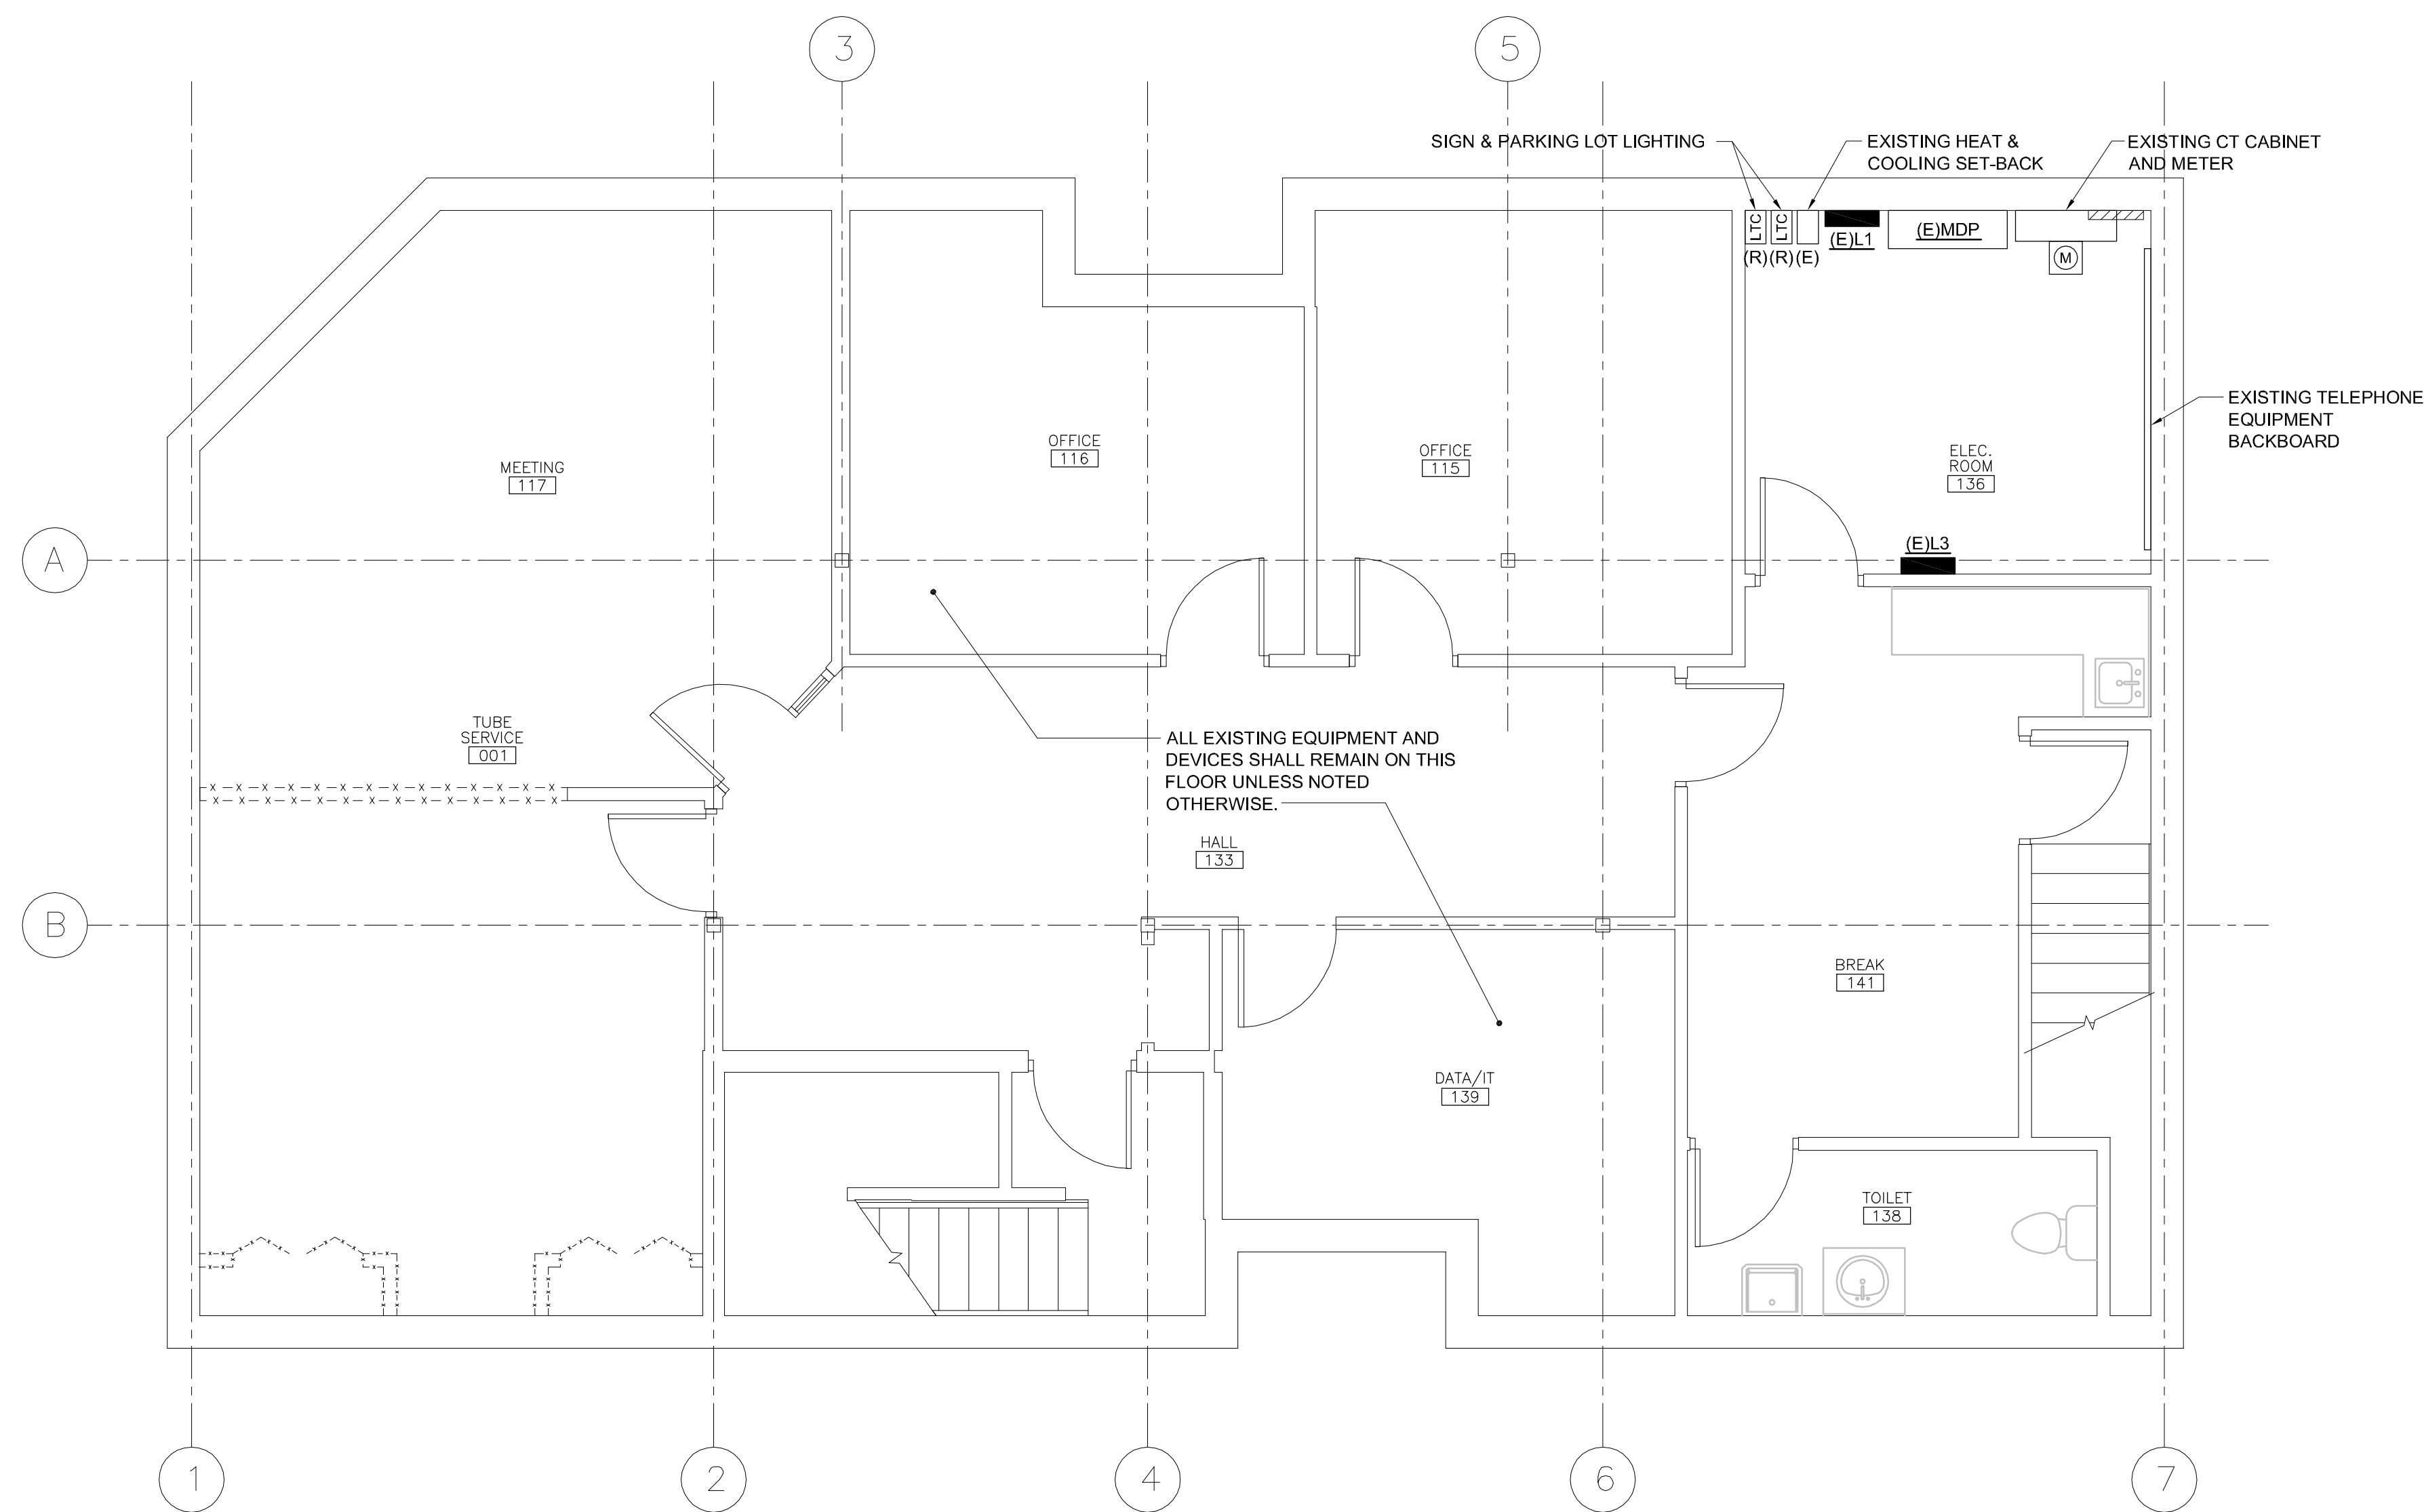 3
5
SIGN & PARKING LOT LIGHTING
EXISTING HEAT &
COOLING SET-BACK
EXISTING CT CABINET
AND METER
LTC
LTC
(R)
(R)
(E)
(E)L1
(E)MDP
M
EXISTING TELEPHONE
EQUIPMENT
BACKBOARD
MEETING
117
OFFICE
116
OFFICE
115
ELEC.
ROOM
136
A
(E)L3
TUBE
SERVICE
001
ALL EXISTING EQUIPMENT AND
DEVICES SHALL REMAIN ON THIS
FLOOR UNLESS NOTED
OTHERWISE.
HALL
133
B
BREAK
141
DATA/IT
139
TOILET
138
1
2
4
6
7